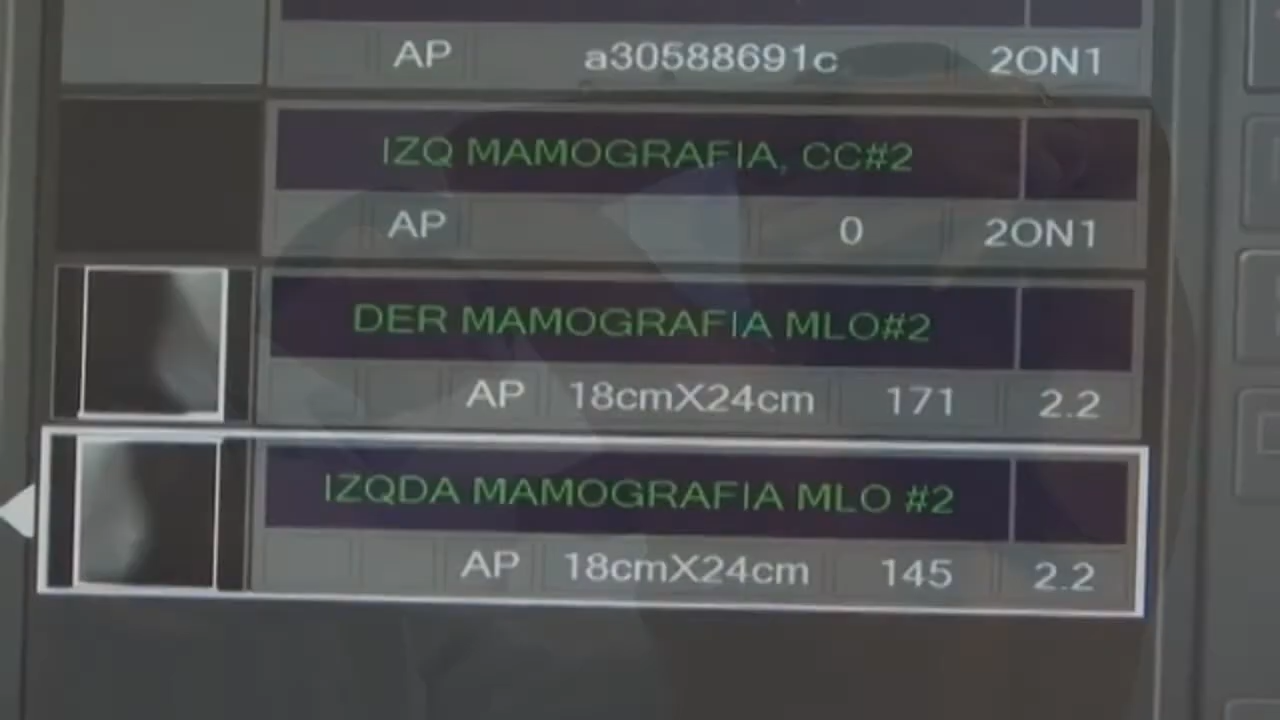 AP a30588691c 2ON1
IZQ MAMOGRAFIA, CC#2
AP 0 2ON1
DER MAMOGRAFIA MLO#2
AP 18cmX24cm 171 2.2
IZQDA MAMOGRAFIA MLO #2
AP 18cmX24cm 145 2.2